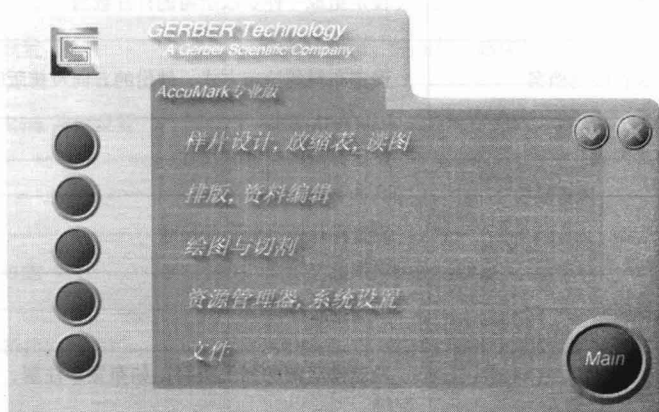 GERBER Technology
A Gerber Scientific Company
AccuMark专业版
样片设计, 放缩表, 读图
排版, 资料编辑
绘图与切割
资源管理器, 系统设置
文件
Main